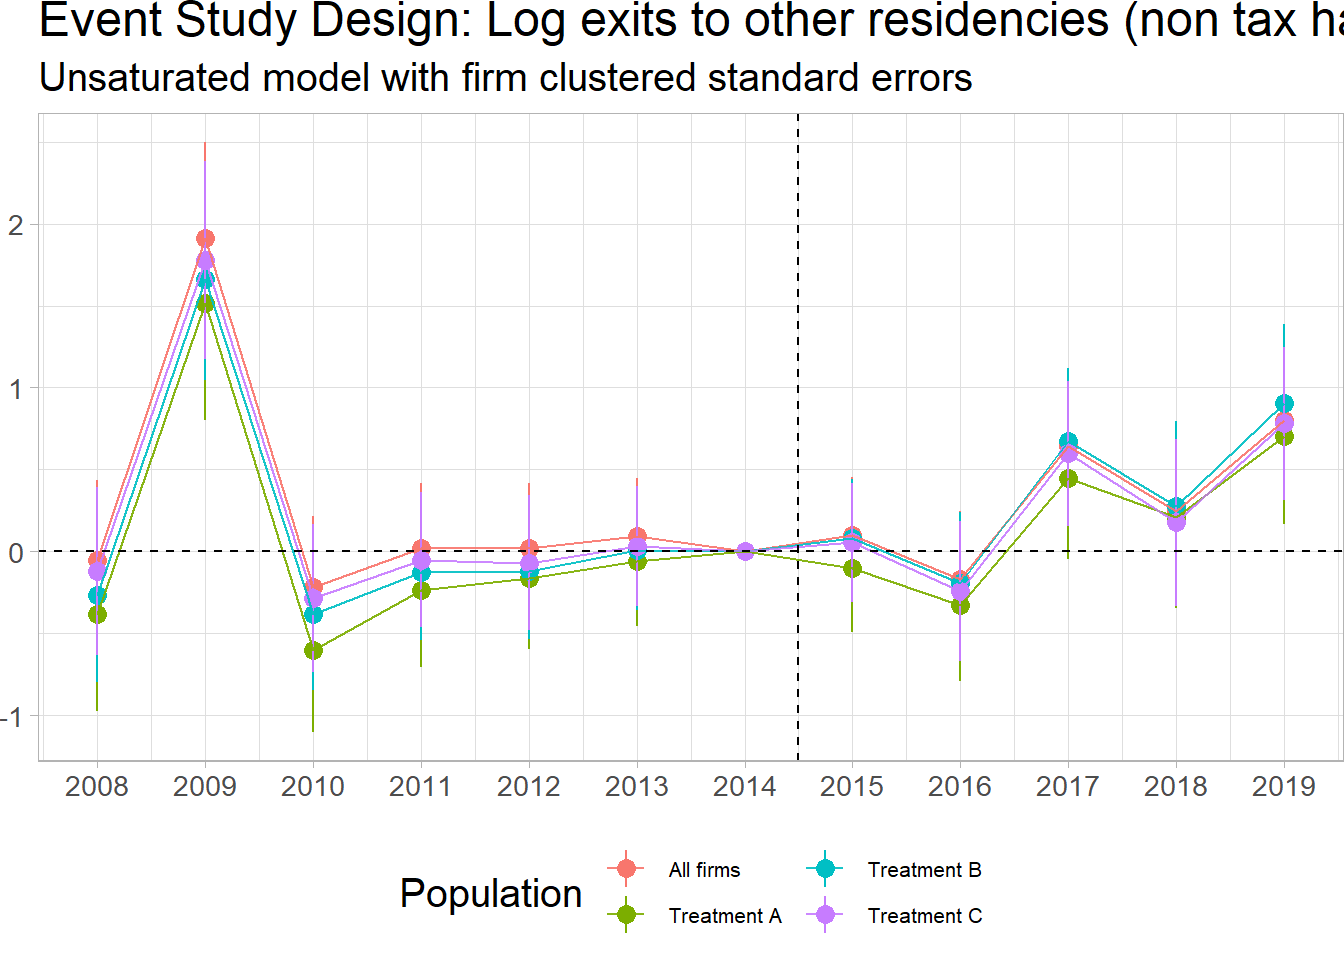 Event Study Design: Log exits to other residencies (non tax
Unsaturated model with firm clustered standard errors
2
1
0
-1
2008 2009 2010 2011 2012 2013 2014 2015 2016 2017 2018 2019
Population
All firms
Treatment B
Treatment A
Treatment C